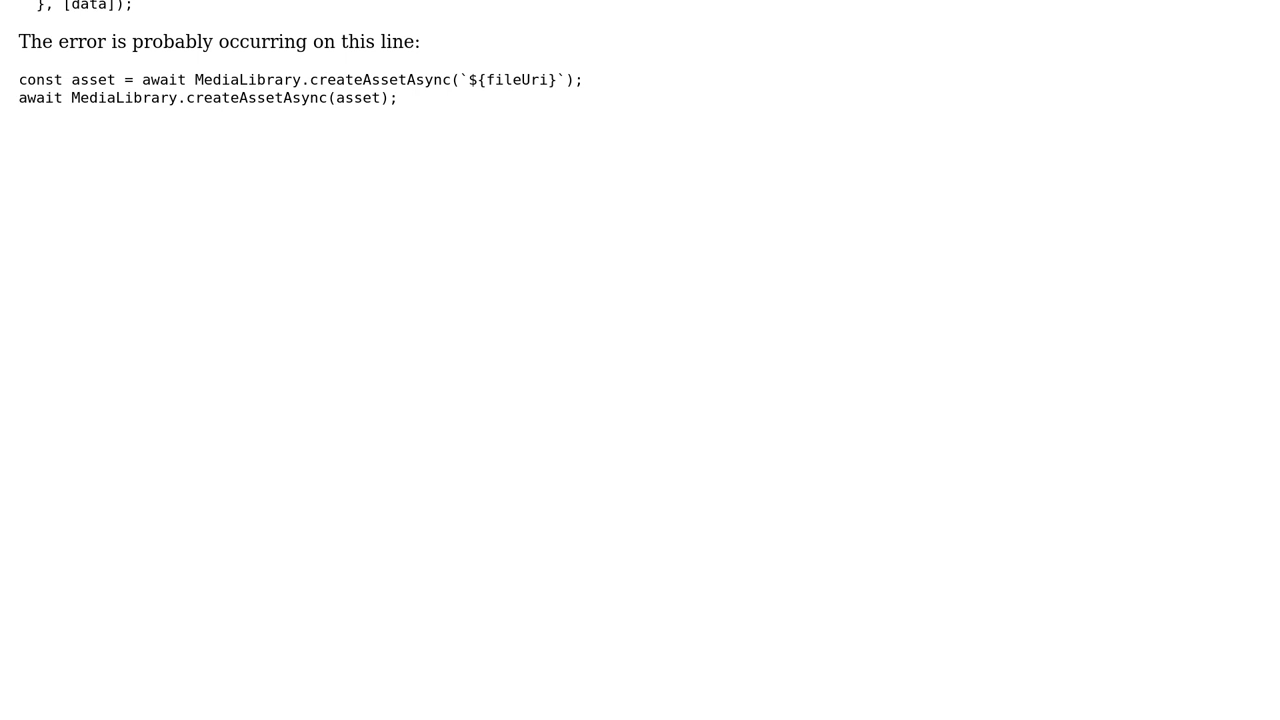 }, [data]);
The error is probably occurring on this line:
const asset = await MediaLibrary.createAssetAsync(`${fileUri}`);
await MediaLibrary.createAssetAsync(asset);